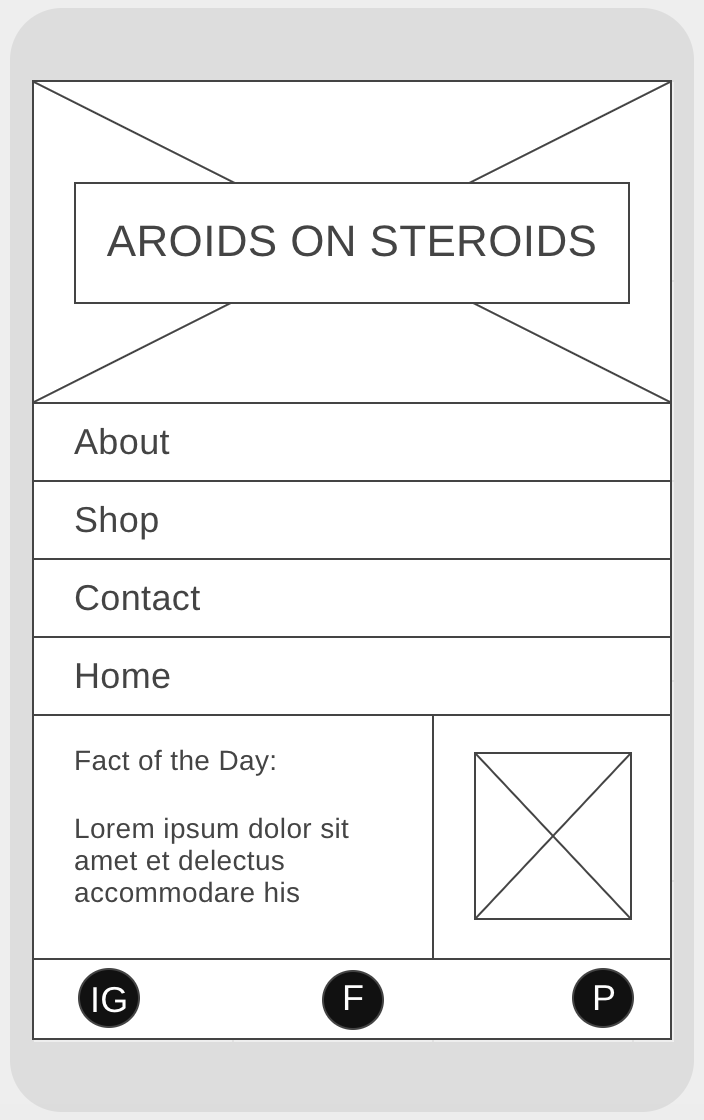 AROIDS ON STEROIDS
About
Shop
Contact
Home
Fact of the Day:
Lorem ipsum dolor sit
amet et delectus
accommodare his
IG
F
P